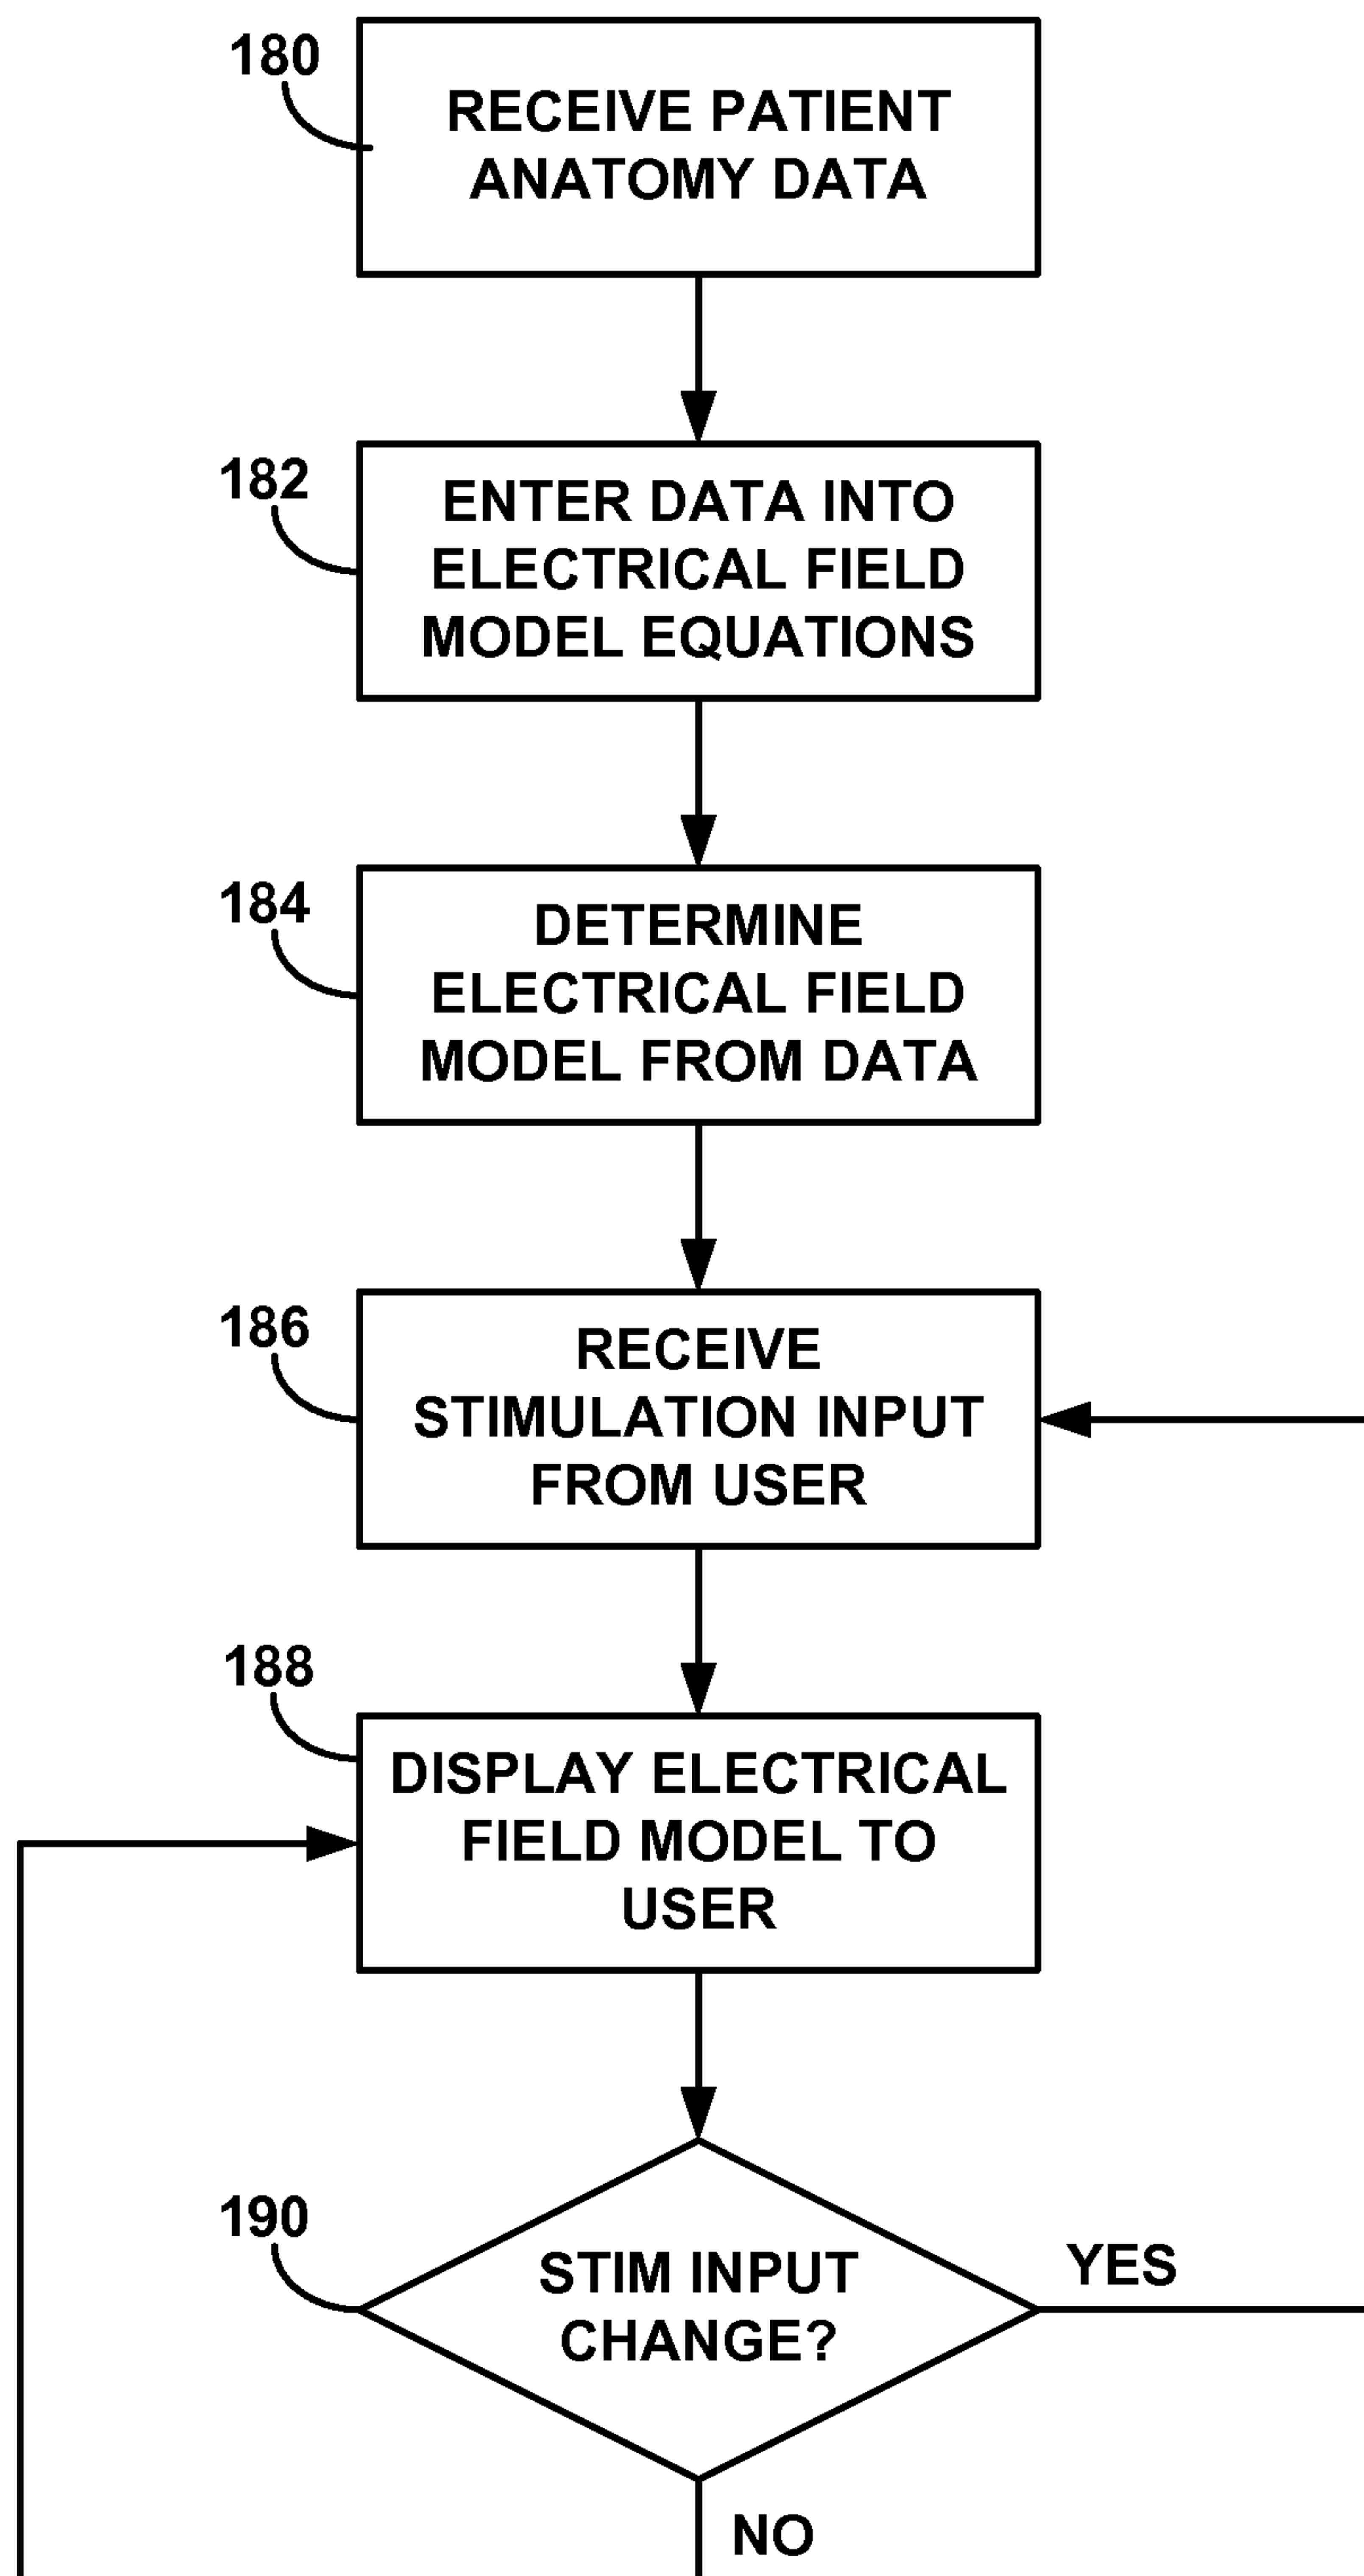 180
RECEIVE PATIENT
ANATOMY DATA
182
ENTER DATA INTO
ELECTRICAL FIELD
MODEL EQUATIONS
184
DETERMINE
ELECTRICAL FIELD
MODEL FROM DATA
186
RECEIVE
STIMULATION INPUT
FROM USER
188
DISPLAY ELECTRICAL
FIELD MODEL TO
USER
190
STIM INPUT
CHANGE?
YES
NO